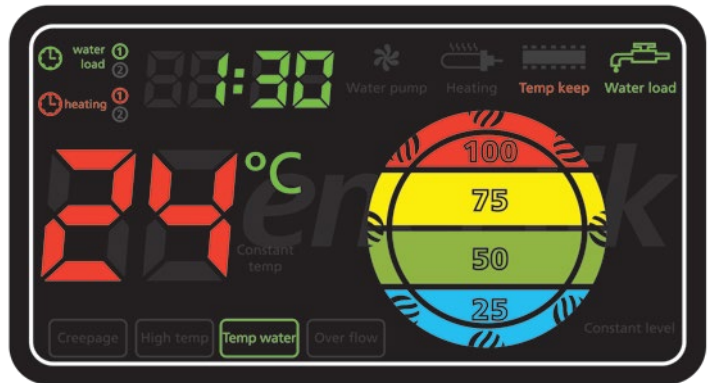 water load 1 2
1:30
heating 1 2
Water pump Heating Temp keep Water load
24 °C
Constant temp
100
75
50
25
Constant level
Creepage High temp Temp water Over flow